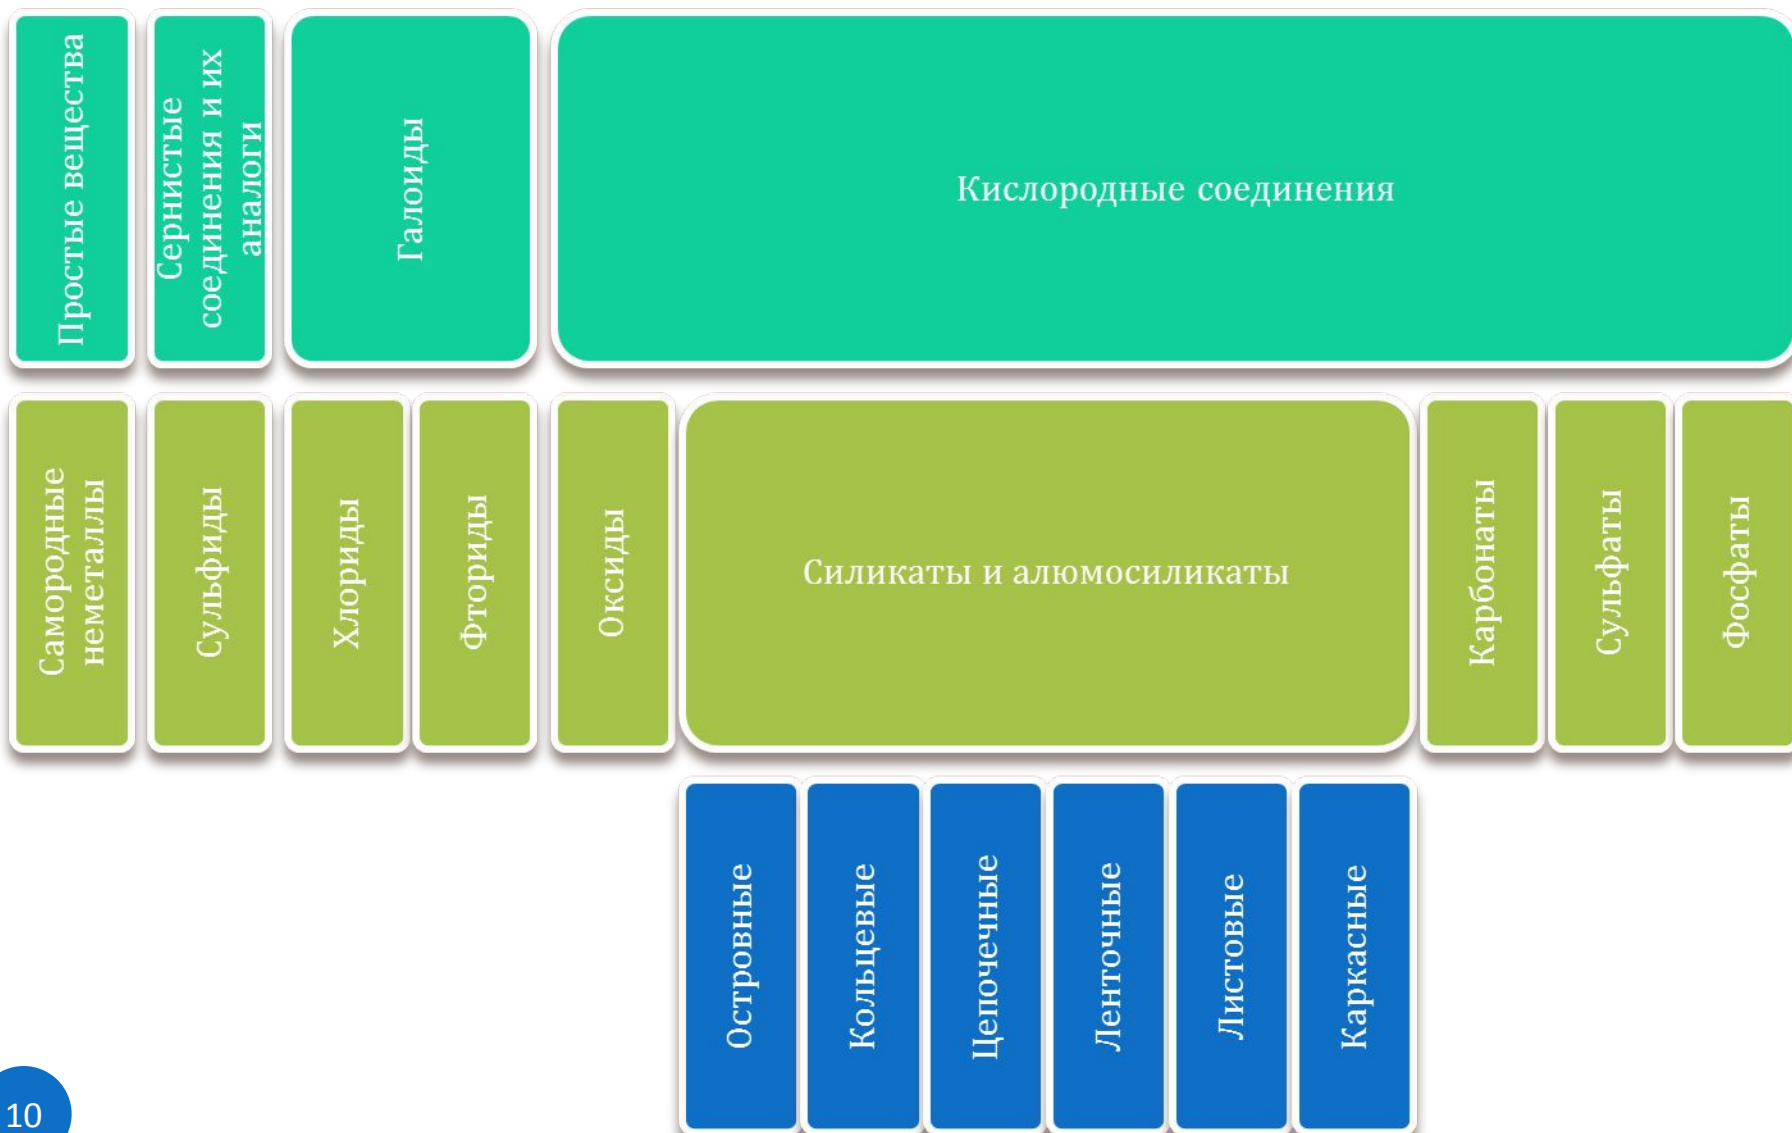 Простые вещества
Сернистые
соединения и их
аналоги
Галоиды
Кислородные соединения
Самородные
неметаллы
Сульфиды
Хлориды
Фториды
Оксиды
Силикаты и алюмосиликаты
Карбонаты
Сульфаты
Фосфаты
Островные
Кольцевые
Цепочечные
Ленточные
Листовые
Каркасные
10